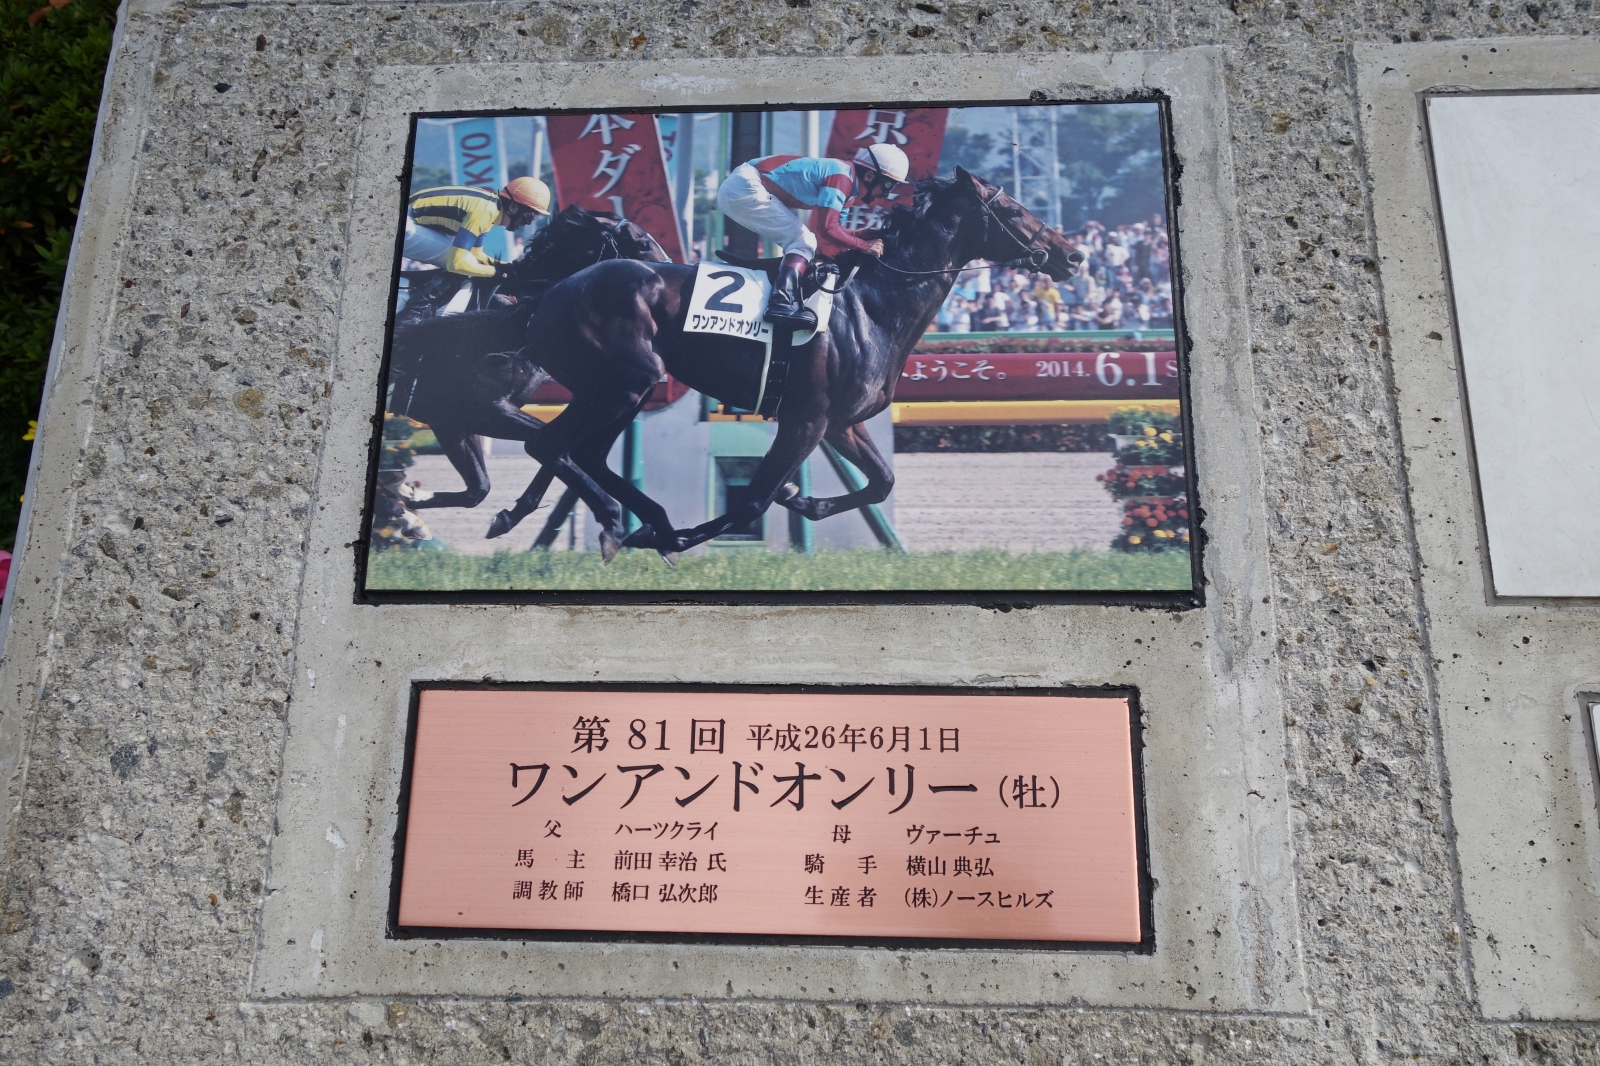 KYO
本ダ
京
2
ワンアンドオンリー
ようこそ。 2014. 6.1
第 81 回 平成26年6月1日
ワンアンドオンリー (牡)
父 ハーツクライ 母 ヴァーチュ
馬主 前田 幸治 氏 騎手 横山 典弘
調教師 橋口 弘次郎 生産者 (株)ノースヒルズ